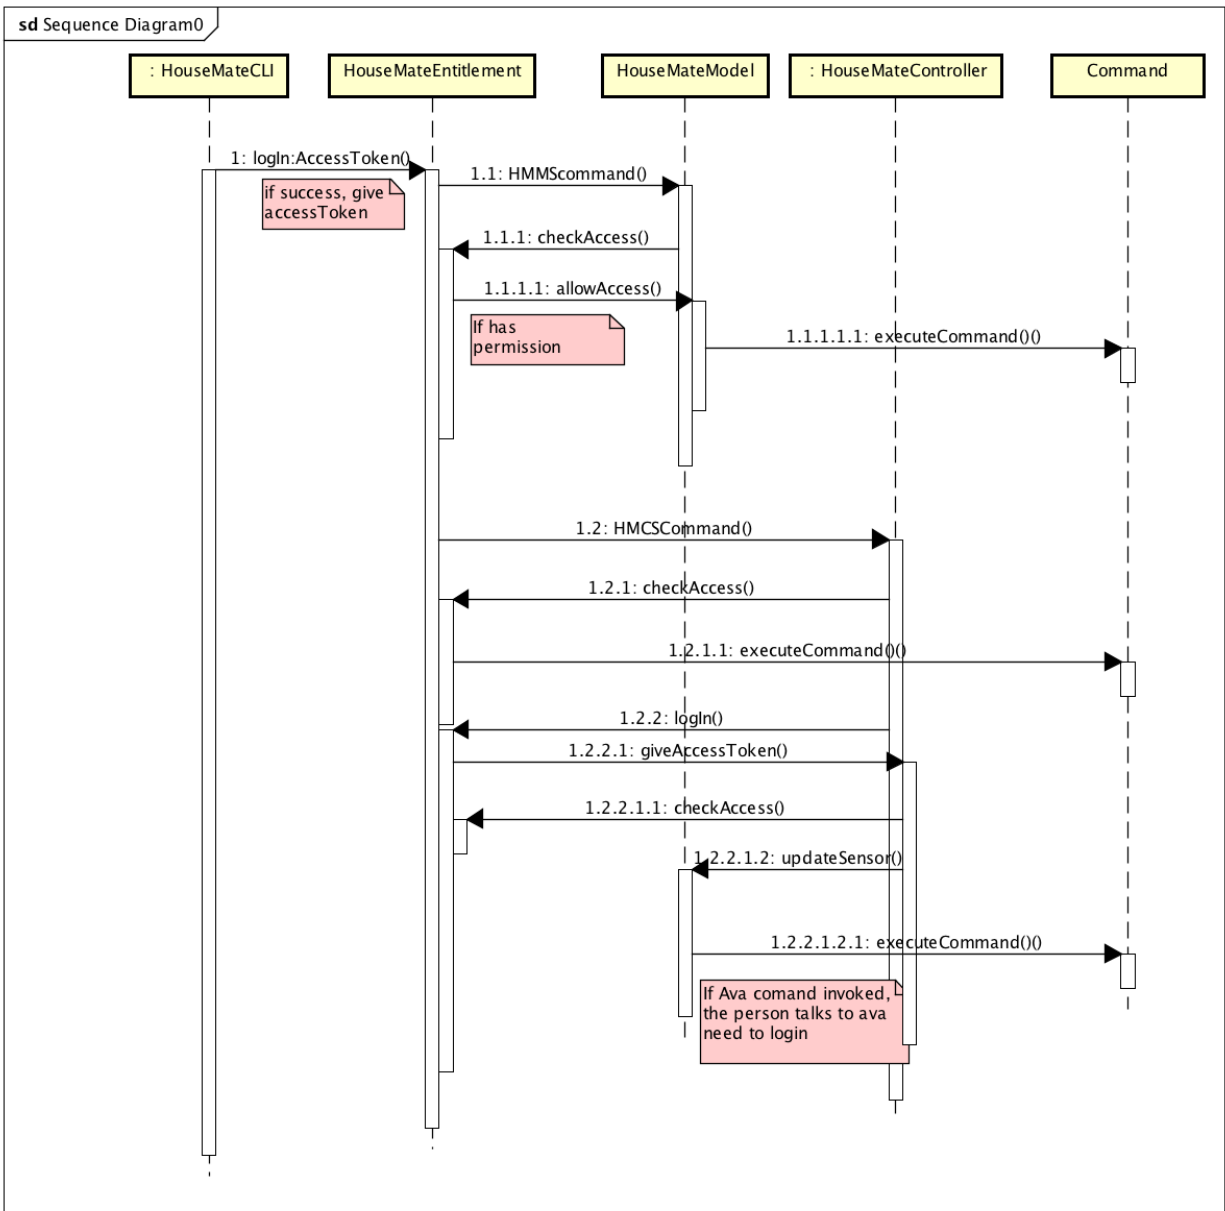 sd Sequence Diagram0
: HouseMateCLI
HouseMateEntitlement
HouseMateModel
: HouseMateController
Command
1: logIn:AccessToken()
if success, give
accessToken
1.1: HMMScommand()
1.1.1: checkAccess()
1.1.1.1: allowAccess()
If has
permission
1.1.1.1.1: executeCommand()()
1.2: HMCSCommand()
1.2.1: checkAccess()
1.2.1.1: executeCommand()()
1.2.2: logIn()
1.2.2.1: giveAccessToken()
1.2.2.1.1: checkAccess()
1.2.2.1.2: updateSensor()
1.2.2.1.2.1: executeCommand()()
If Ava comand invoked,
the person talks to ava
need to login